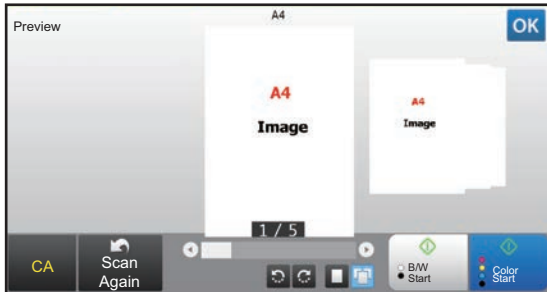 Preview
A4
OK
A4
Image
A4
Image
1 / 5
CA
Scan
Again
B/W
Start
Color
Start